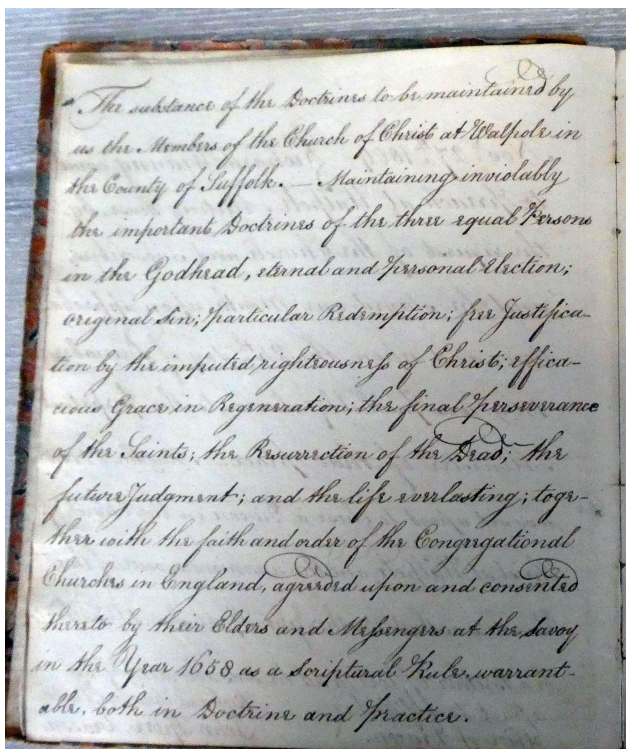 The substance of the Doctrines to be maintained by
us the Members of the Church of Christ at Walpole in
the County of Suffolk. — Maintaining inviolably
the important Doctrines of the three equal Persons
in the Godhead, eternal and personal Election;
original Sin; particular Redemption; free Justifica-
tion by the imputed righteousneſs of Christ; effica-
cious Grace in Regeneration; the final perseverance
of the Saints; the Resurrection of the Dead; the
future Judgment; and the life everlasting; toge-
ther with the faith and order of the Congregational
Churches in England, agreeded upon and consented
thereto by their Elders and Meſsengers at the Savoy
in the Year 1658 as a Scriptural Rule warrant-
able. both in Doctrine and practice.